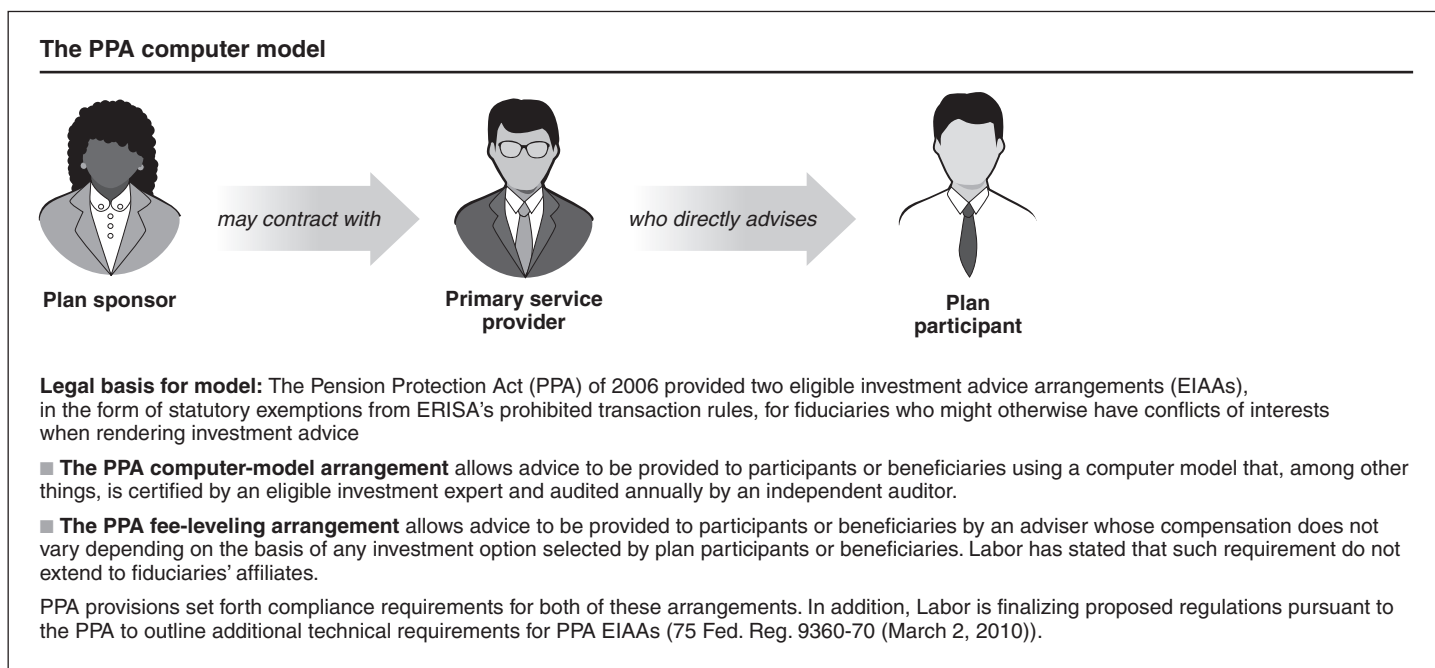 The PPA computer model
may contract with
who directly advises
Plan sponsor
Primary service
provider
Plan
participant
Legal basis for model: The Pension Protection Act (PPA) of 2006 provided two eligible investment advice arrangements (EIAAs),
in the form of statutory exemptions from ERISA's prohibited transaction rules, for fiduciaries who might otherwise have conflicts of interests
when rendering investment advice
■ The PPA computer-model arrangement allows advice to be provided to participants or beneficiaries using a computer model that, among other
things, is certified by an eligible investment expert and audited annually by an independent auditor.
■ The PPA fee-leveling arrangement allows advice to be provided to participants or beneficiaries by an adviser whose compensation does not
vary depending on the basis of any investment option selected by plan participants or beneficiaries. Labor has stated that such requirement do not
extend to fiduciaries' affiliates.
PPA provisions set forth compliance requirements for both of these arrangements. In addition, Labor is finalizing proposed regulations pursuant to
the PPA to outline additional technical requirements for PPA EIAAs (75 Fed. Reg. 9360-70 (March 2, 2010)).